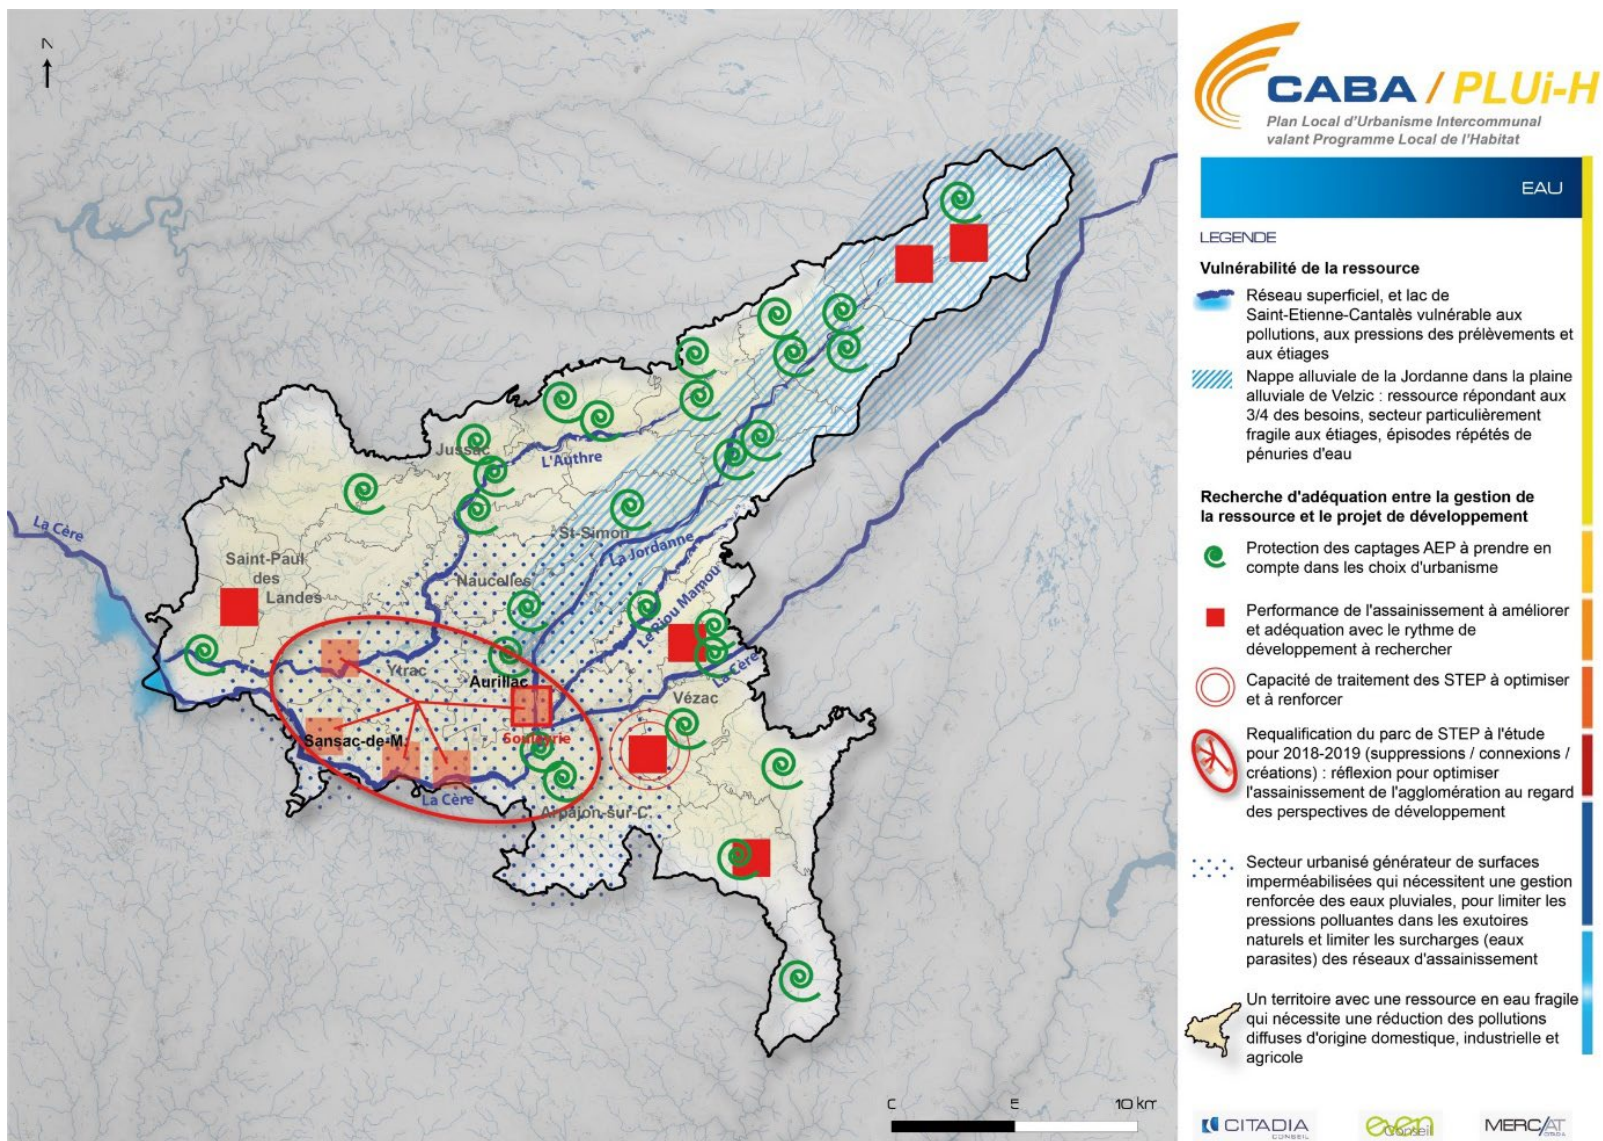 N
CABA / PLUi-H
Plan Local d'Urbanisme Intercommunal
valant Programme Local de l'Habitat
EAU
LEGENDE
Vulnérabilité de la ressource
Réseau superficiel, et lac de
Saint-Etienne-Cantalès vulnérable aux
pollutions, aux pressions des prélèvements et
aux étiages
Nappe alluviale de la Jordanne dans la plaine
alluviale de Velzic : ressource répondant aux
3/4 des besoins, secteur particulièrement
fragile aux étiages, épisodes répétés de
pénuries d'eau
Recherche d'adéquation entre la gestion de
la ressource et le projet de développement
Protection des captages AEP à prendre en
compte dans les choix d'urbanisme
Performance de l'assainissement à améliorer
et adéquation avec le rythme de
développement à rechercher
Capacité de traitement des STEP à optimiser
et à renforcer
Requalification du parc de STEP à l'étude
pour 2018-2019 (suppressions / connexions /
créations) : réflexion pour optimiser
l'assainissement de l'agglomération au regard
des perspectives de développement
Secteur urbanisé générateur de surfaces
imperméabilisées qui nécessitent une gestion
renforcée des eaux pluviales, pour limiter les
pressions polluantes dans les exutoires
naturels et limiter les surcharges (eaux
parasites) des réseaux d'assainissement
Un territoire avec une ressource en eau fragile
qui nécessite une réduction des pollutions
diffuses d'origine domestique, industrielle et
agricole
CITADIA
CONSEIL
even
Conseil
MERC/AT
Jussac
L'Authre
La Cère
St-Simon
La Jordanne
Saint-Paul
des
Landes
Naucelles
Le Riou Mamou
Ytrac
Aurillac
La Cère
Vézac
Sansac-de-M.
Souleyrie
La Cère
Arpajon-sur-C.
10 km